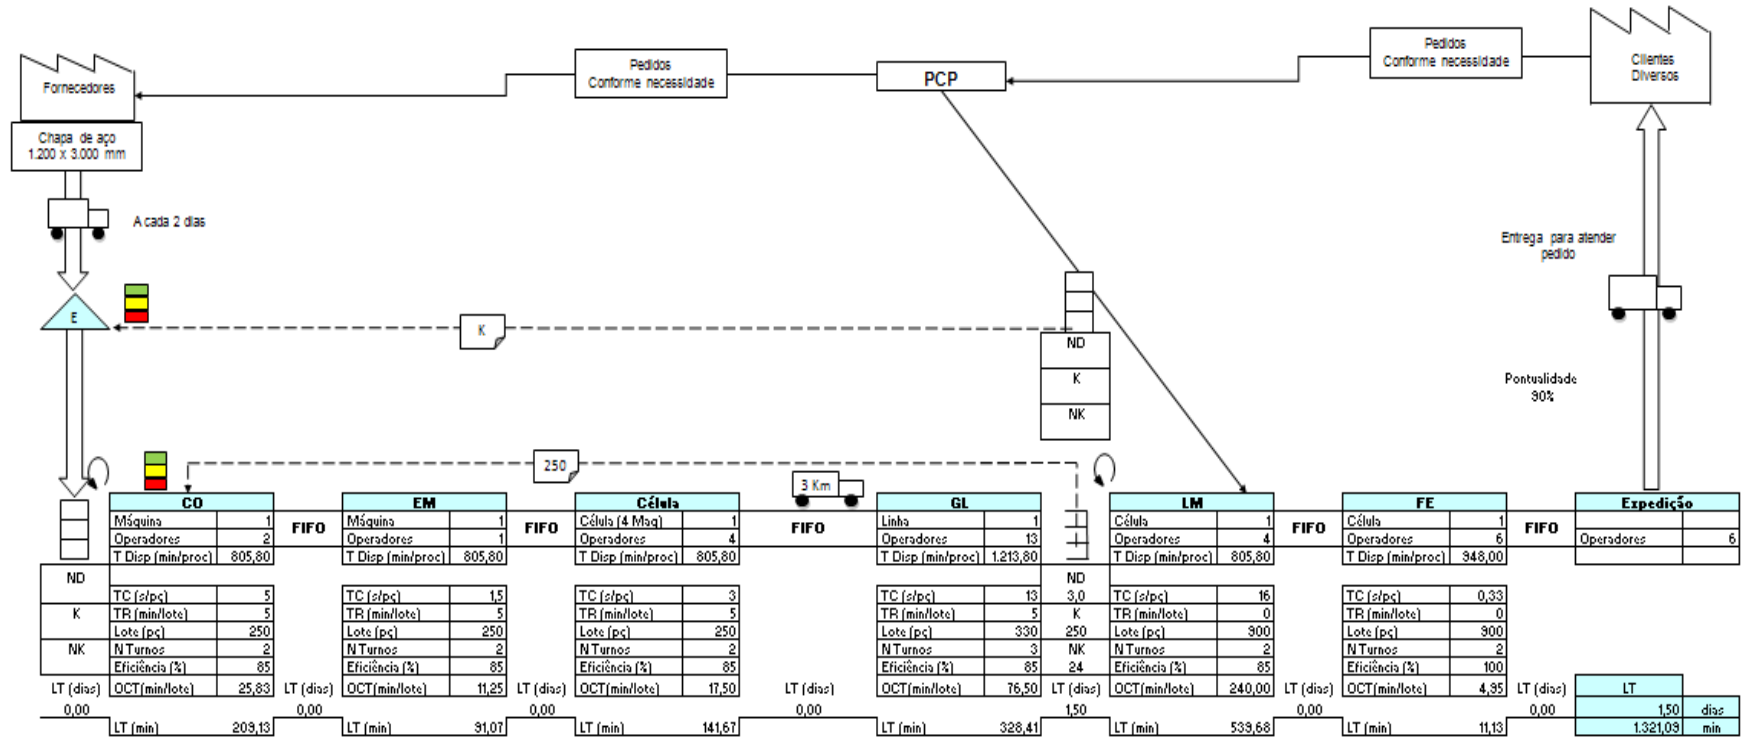 Pedidos
Conforme necessidade
PCP
Pedidos
Conforme necessidade
Clientes
Diversos
Fornecedores
Chapa de aço
1.200 x 3.000 mm
A cada 2 dias
Entrega para atender
pedido
E
K
ND
K
NK
Pontualidade
90%
250
3 Km
CO
Máquina 1
Operadores 2
T Disp (min/proc) 805,80
TC (s/pç) 5
TR (min/lote) 5
Lote (pç) 250
N Turnos 2
Eficiência (%) 85
OCT(min/lote) 25,83
LT (min) 209,13
ND
K
NK
LT (dias)
0,00
FIFO
LT (dias)
0,00
EM
Máquina 1
Operadores 1
T Disp (min/proc) 805,80
TC (s/pç) 1,5
TR (min/lote) 5
Lote (pç) 250
N Turnos 2
Eficiência (%) 85
OCT(min/lote) 11,25
LT (min) 91,07
FIFO
LT (dias)
0,00
Célula
Célula (4 Maq) 1
Operadores 4
T Disp (min/proc) 805,80
TC (s/pç) 3
TR (min/lote) 5
Lote (pç) 250
N Turnos 2
Eficiência (%) 85
OCT(min/lote) 17,50
LT (min) 141,67
FIFO
LT (dias)
0,00
GL
Linha 1
Operadores 13
T Disp (min/proc) 1.213,80
TC (s/pç) 13
TR (min/lote) 5
Lote (pç) 330
N Turnos 3
Eficiência (%) 85
OCT(min/lote) 76,50
LT (min) 328,41
ND
3,0
K
250
NK
24
LT (dias)
1,50
LM
Célula 1
Operadores 4
T Disp (min/proc) 805,80
TC (s/pç) 16
TR (min/lote) 0
Lote (pç) 900
N Turnos 2
Eficiência (%) 85
OCT(min/lote) 240,00
LT (min) 539,68
FIFO
LT (dias)
0,00
FE
Célula 1
Operadores 6
T Disp (min/proc) 948,00
TC (s/pç) 0,33
TR (min/lote) 0
Lote (pç) 900
N Turnos 2
Eficiência (%) 100
OCT(min/lote) 4,95
LT (min) 11,13
FIFO
LT (dias)
0,00
Expedição
Operadores 6
LT
1,50 dias
1.321,09 min